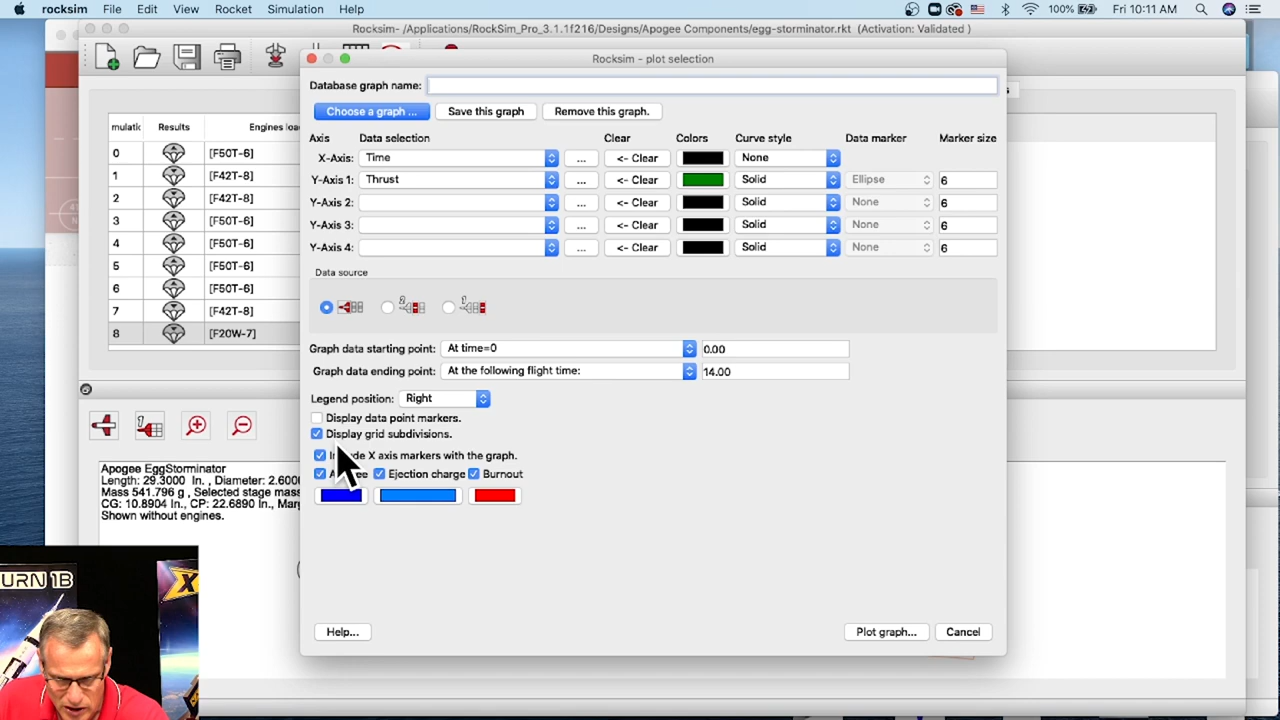 rocksim File Edit View Rocket Simulation Help 100% Fri 10:11 AM
Rocksim- /Applications/RockSim_Pro_3.1.1f216/Designs/Apogee Components/egg-storminator.rkt (Activation: Validated )
Rocksim - plot selection
Database graph name:
Choose a graph ... Save this graph Remove this graph.
Axis Data selection Clear Colors Curve style Data marker Marker size
X-Axis: Time ... <- Clear None
Y-Axis 1: Thrust ... <- Clear Solid Ellipse 6
Y-Axis 2: ... <- Clear Solid None 6
Y-Axis 3: ... <- Clear Solid None 6
Y-Axis 4: ... <- Clear Solid None 6
Data source
Graph data starting point: At time=0 0.00
Graph data ending point: At the following flight time: 14.00
Legend position: Right
Display data point markers.
Display grid subdivisions.
X axis markers with the graph.
Ejection charge Burnout
Help... Plot graph... Cancel
mulatic Results Engines loa
0 [F50T-6]
1 [F42T-8]
2 [F42T-8]
3 [F50T-6]
4 [F50T-6]
5 [F50T-6]
6 [F50T-6]
7 [F42T-8]
8 [F20W-7]
Apogee EggStorminator
Length: 29.3000 In. , Diameter: 2.6000
Mass 541.796 g , Selected stage mass
CG: 10.8904 In., CP: 22.6890 In., Mar
Shown without engines.
URN 1B
X